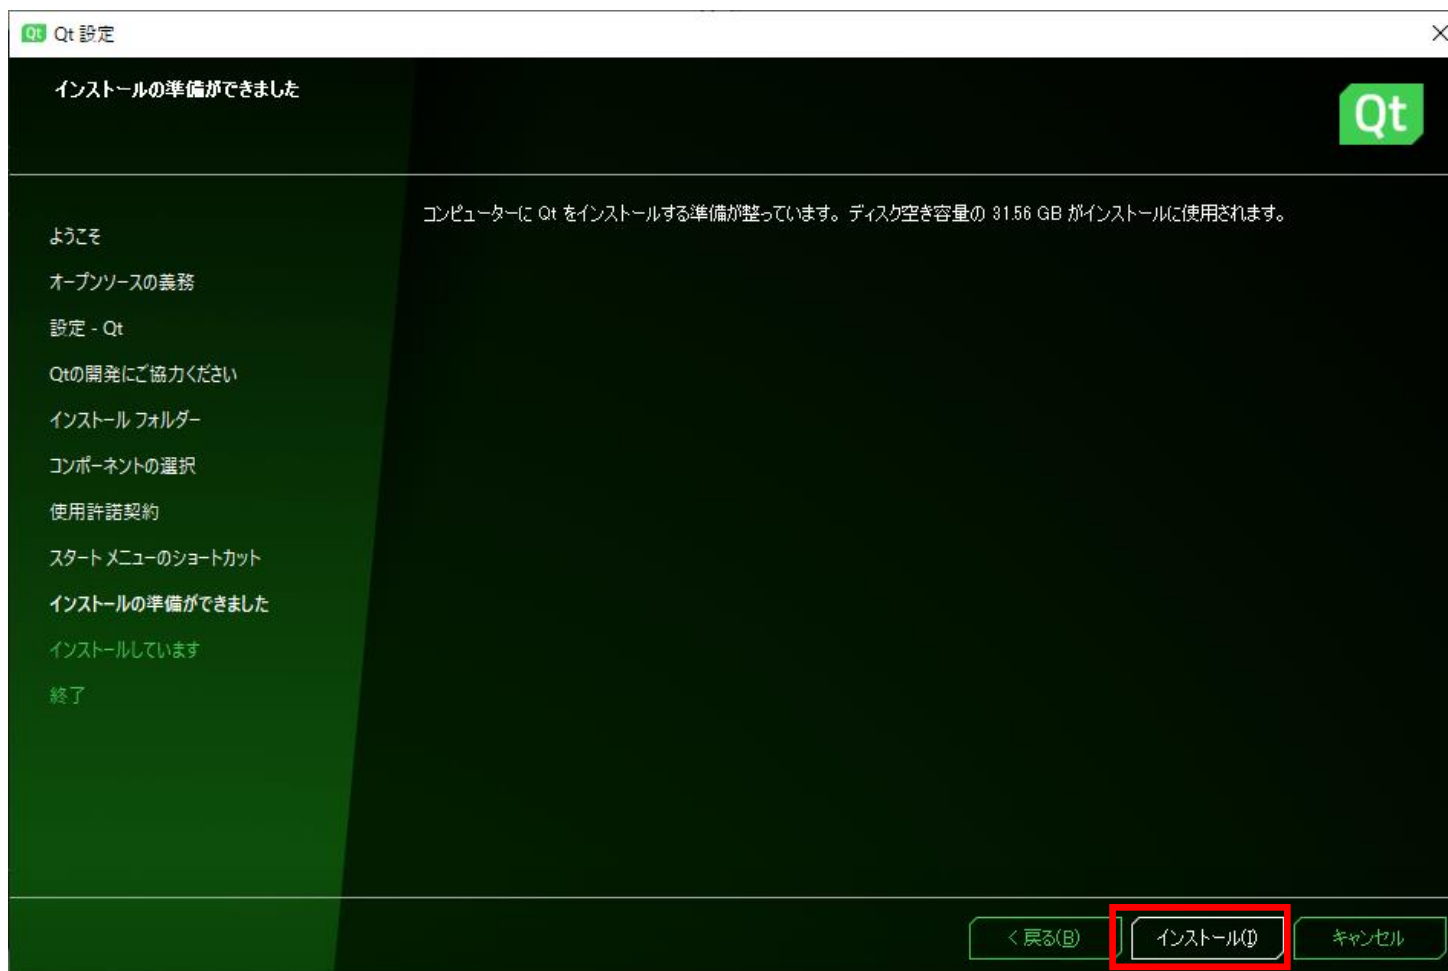 Qt 設定
インストールの準備ができました
Qt
コンピューターに Qt をインストールする準備が整っています。ディスク空き容量の 31.56 GB がインストールに使用されます。
ようこそ
オープンソースの義務
設定 - Qt
Qtの開発にご協力ください
インストール フォルダー
コンポーネントの選択
使用許諾契約
スタート メニューのショートカット
インストールの準備ができました
インストールしています
終了
< 戻る(B) インストール(I) キャンセル